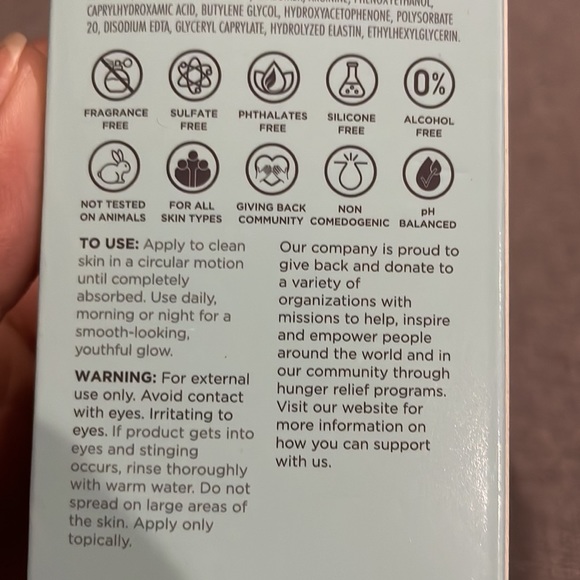 PHENOXYETHANOL,
CAPRYLHYDROXAMIC ACID, BUTYLENE GLYCOL, HYDROXYACETOPHENONE, POLYSORBATE
20, DISODIUM EDTA, GLYCERYL CAPRYLATE, HYDROLYZED ELASTIN, ETHYLHEXYLGLYCERIN.
0%
FRAGRANCE FREE
SULFATE FREE
PHTHALATES FREE
SILICONE FREE
ALCOHOL FREE
NOT TESTED ON ANIMALS
FOR ALL SKIN TYPES
GIVING BACK COMMUNITY
NON COMEDOGENIC
pH BALANCED
TO USE: Apply to clean
skin in a circular motion
until completely
absorbed. Use daily,
morning or night for a
smooth-looking,
youthful glow.
WARNING: For external
use only. Avoid contact
with eyes. Irritating to
eyes. If product gets into
eyes and stinging
occurs, rinse thoroughly
with warm water. Do not
spread on large areas of
the skin. Apply only
topically.
Our company is proud to
give back and donate to
a variety of
organizations with
missions to help, inspire
and empower people
around the world and in
our community through
hunger relief programs.
Visit our website for
more information on
how you can support
with us.